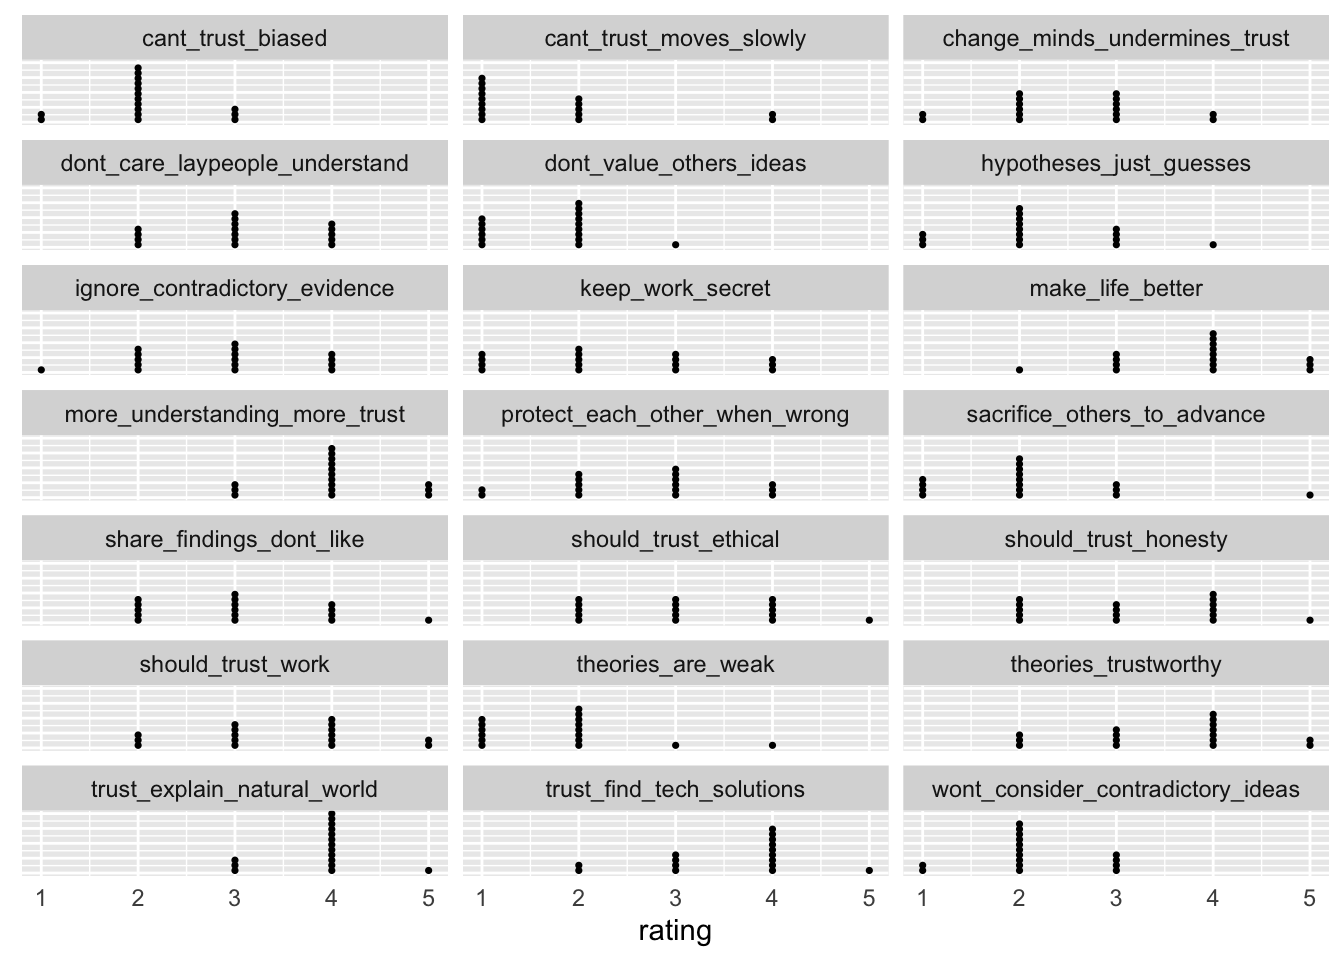 cant_trust_biased
cant_trust_moves_slowly
change_minds_undermines_trust
dont_care_laypeople_understand
dont_value_others_ideas
hypotheses_just_guesses
ignore_contradictory_evidence
keep_work_secret
make_life_better
more_understanding_more_trust
protect_each_other_when_wrong
sacrifice_others_to_advance
share_findings_dont_like
should_trust_ethical
should_trust_honesty
should_trust_work
theories_are_weak
theories_trustworthy
trust_explain_natural_world
trust_find_tech_solutions
wont_consider_contradictory_ideas
1 2 3 4 5
1 2 3 4 5
1 2 3 4 5
rating